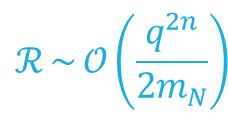 ℛ ~ 𝒪 ( q^{2n} / 2m_N )